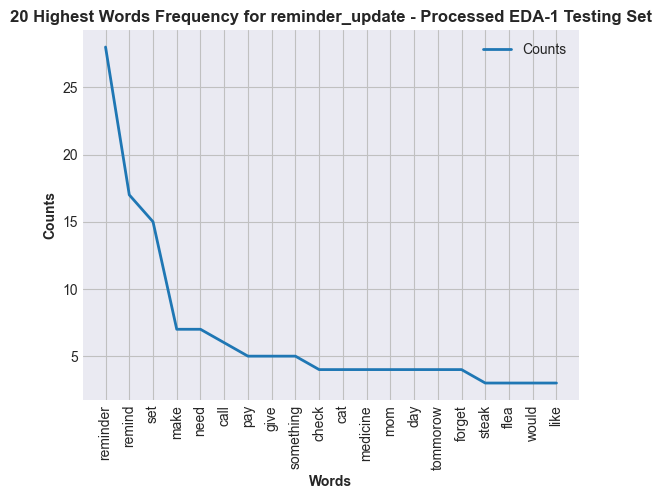 20 Highest Words Frequency for reminder_update - Processed EDA-1 Testing Set
Counts
25
20
15
10
5
Counts
reminder
remind
set
make
need
call
pay
give
something
check
cat
medicine
mom
day
tommorow
forget
steak
flea
would
like
Words